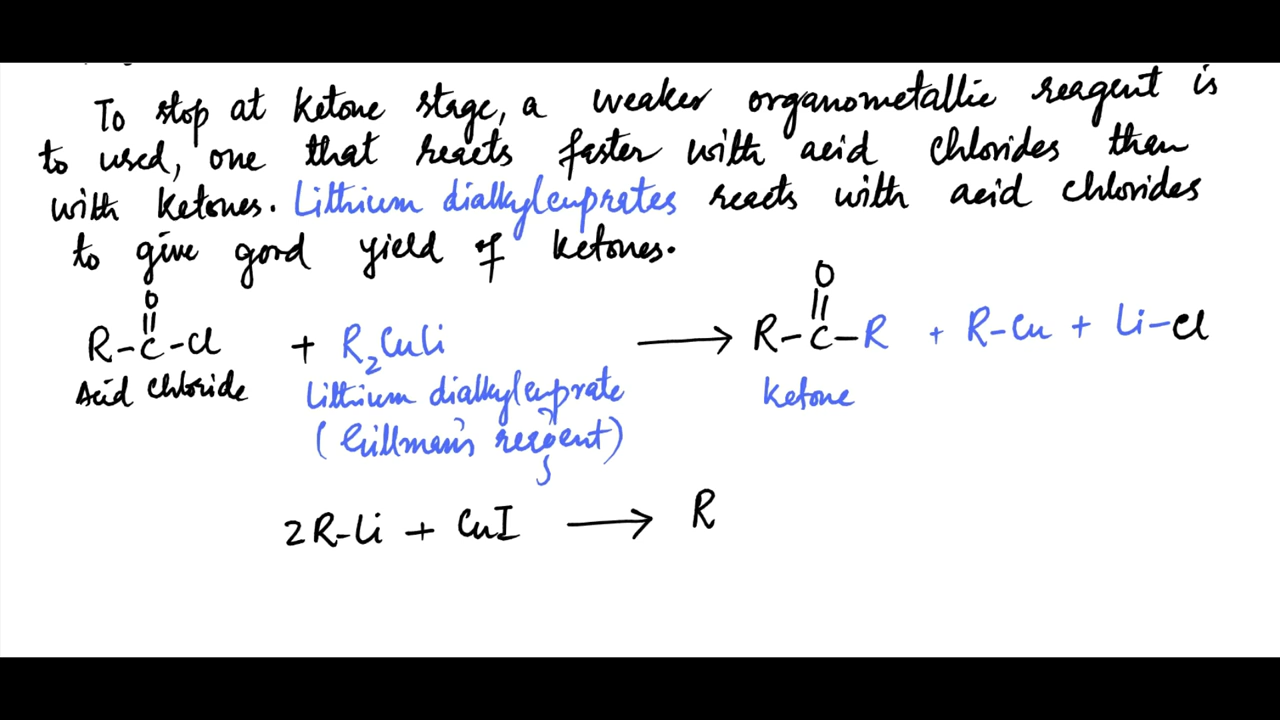 To stop at ketone stage, a weaker organometallic reagent is
to used, one that reacts faster with acid chlorides than
with ketones. Lithium dialkylcuprates reacts with acid chlorides
to give good yield of ketones.
O
||
R-C-Cl + R₂CuLi ⟶ R-C-R + R-Cu + Li-Cl
O
||
Acid chloride Lithium dialkylcuprate Ketone
(Gillman's reagent)
2R-Li + CuI ⟶ R